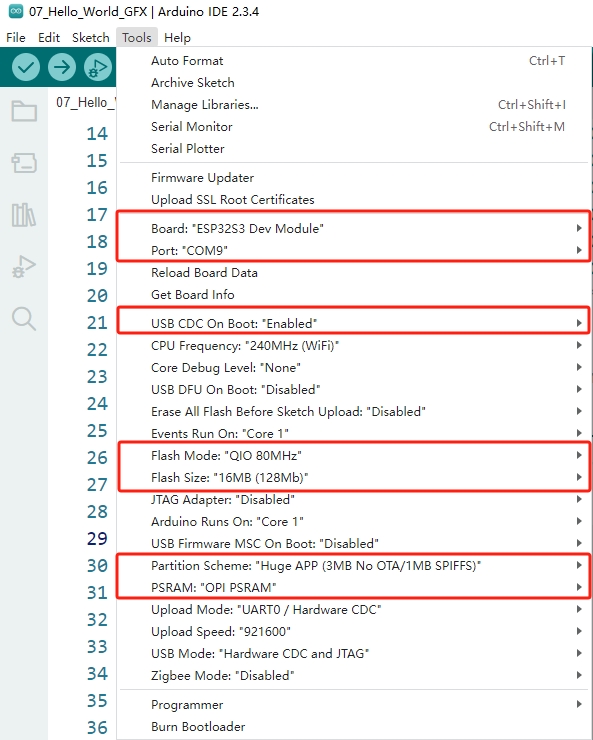 07_Hello_World_GFX | Arduino IDE 2.3.4
File Edit Sketch Tools Help
Auto Format Ctrl+T
Archive Sketch
Manage Libraries... Ctrl+Shift+I
Serial Monitor Ctrl+Shift+M
Serial Plotter
Firmware Updater
Upload SSL Root Certificates
Board: "ESP32S3 Dev Module"
Port: "COM9"
Reload Board Data
Get Board Info
USB CDC On Boot: "Enabled"
CPU Frequency: "240MHz (WiFi)"
Core Debug Level: "None"
USB DFU On Boot: "Disabled"
Erase All Flash Before Sketch Upload: "Disabled"
Events Run On: "Core 1"
Flash Mode: "QIO 80MHz"
Flash Size: "16MB (128Mb)"
JTAG Adapter: "Disabled"
Arduino Runs On: "Core 1"
USB Firmware MSC On Boot: "Disabled"
Partition Scheme: "Huge APP (3MB No OTA/1MB SPIFFS)"
PSRAM: "OPI PSRAM"
Upload Mode: "UART0 / Hardware CDC"
Upload Speed: "921600"
USB Mode: "Hardware CDC and JTAG"
Zigbee Mode: "Disabled"
Programmer
Burn Bootloader
07_Hello_
14
15
16
17
18
19
20
21
22
23
24
25
26
27
28
29
30
31
32
33
34
35
36